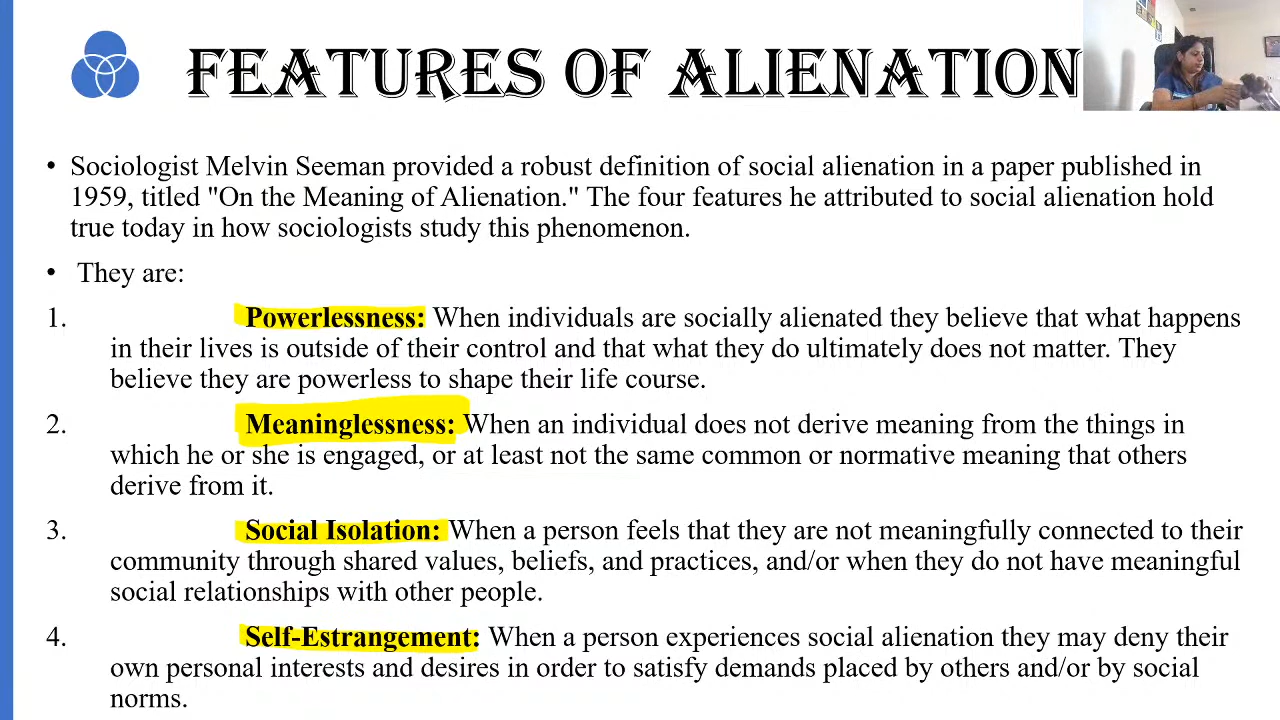 FEATURES OF ALIENATION
• Sociologist Melvin Seeman provided a robust definition of social alienation in a paper published in
1959, titled "On the Meaning of Alienation." The four features he attributed to social alienation hold
true today in how sociologists study this phenomenon.
• They are:
1. Powerlessness: When individuals are socially alienated they believe that what happens
in their lives is outside of their control and that what they do ultimately does not matter. They
believe they are powerless to shape their life course.
2. Meaninglessness: When an individual does not derive meaning from the things in
which he or she is engaged, or at least not the same common or normative meaning that others
derive from it.
3. Social Isolation: When a person feels that they are not meaningfully connected to their
community through shared values, beliefs, and practices, and/or when they do not have meaningful
social relationships with other people.
4. Self-Estrangement: When a person experiences social alienation they may deny their
own personal interests and desires in order to satisfy demands placed by others and/or by social
norms.